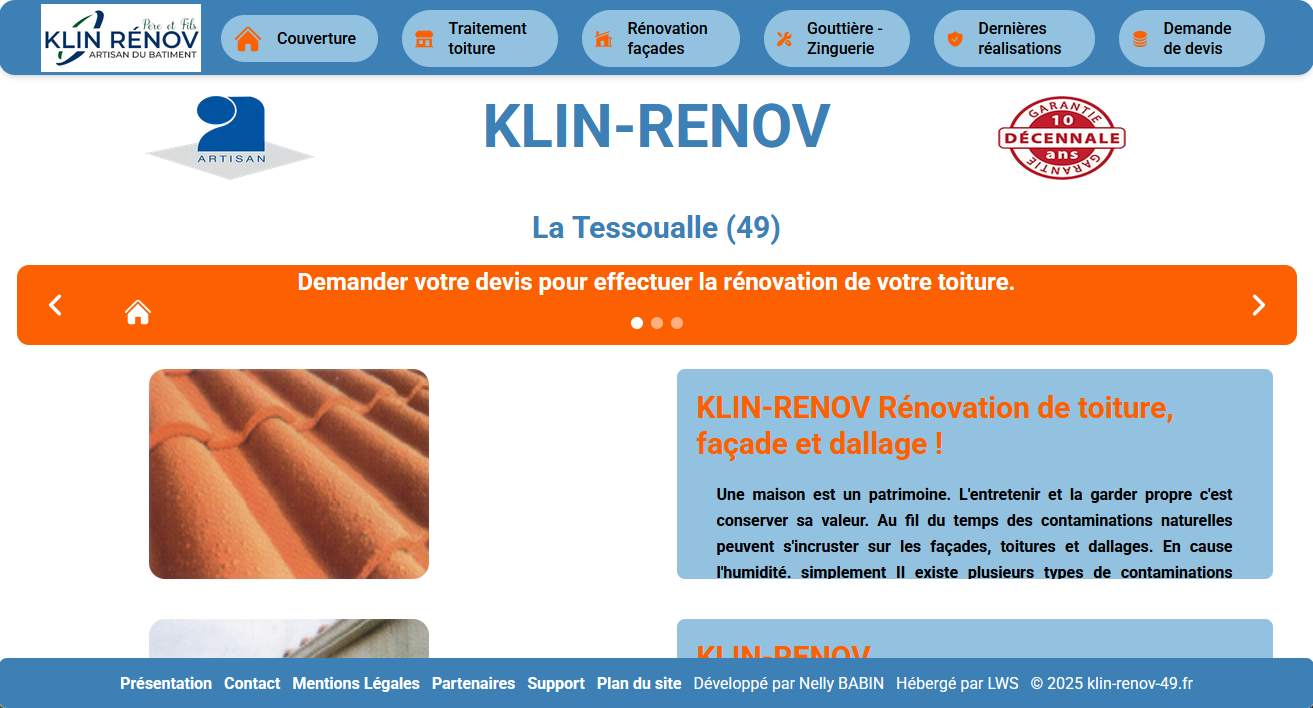 Père et Fils
KLIN RÉNOV
ARTISAN DU BATIMENT
Couverture
Traitement
toiture
Rénovation
façades
Gouttière -
Zinguerie
Dernières
réalisations
Demande
de devis
ARTISAN
KLIN-RENOV
GARANTIE
10
DÉCENNALE
ans
GARANTIE
La Tessoualle (49)
Demander votre devis pour effectuer la rénovation de votre toiture.
KLIN-RENOV Rénovation de toiture,
façade et dallage !
Une maison est un patrimoine. L'entretenir et la garder propre c'est
conserver sa valeur. Au fil du temps des contaminations naturelles
peuvent s'incruster sur les façades, toitures et dallages. En cause
l'humidité, simplement Il existe plusieurs types de contaminations
KLIN-RENOV
Présentation Contact Mentions Légales Partenaires Support Plan du site Développé par Nelly BABIN Hébergé par LWS © 2025 klin-renov-49.fr